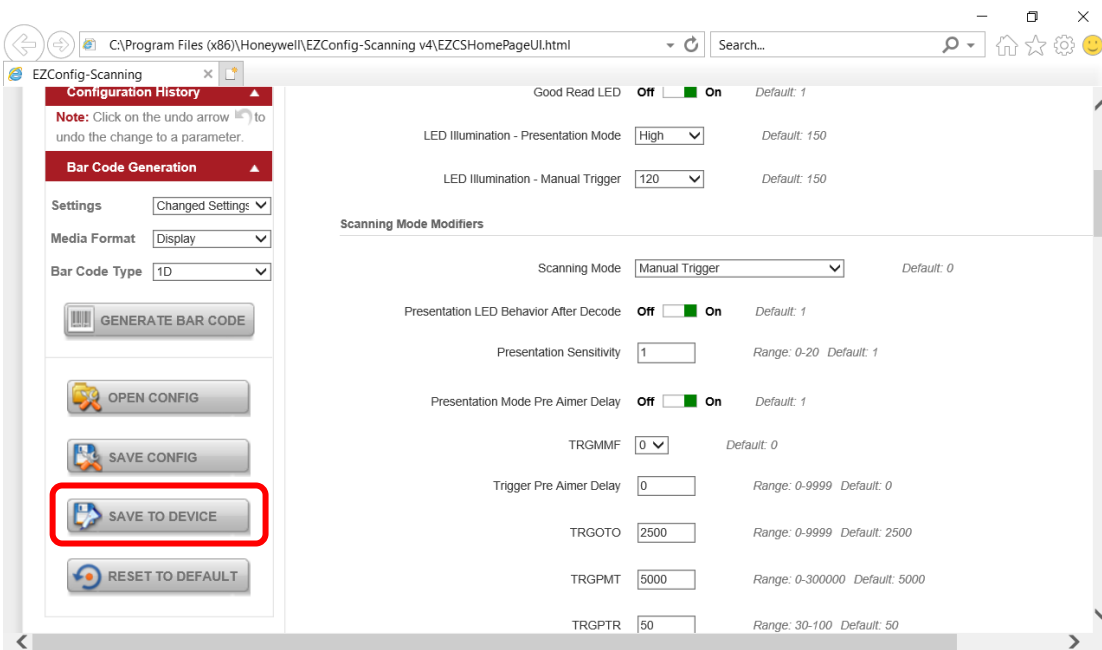 C:\Program Files (x86)\Honeywell\EZConfig-Scanning v4\EZCSHomePageUI.html
Search...
EZConfig-Scanning
Configuration History
Note: Click on the undo arrow to
undo the change to a parameter.
Bar Code Generation
Settings Changed Settings
Media Format Display
Bar Code Type 1D
GENERATE BAR CODE
OPEN CONFIG
SAVE CONFIG
SAVE TO DEVICE
RESET TO DEFAULT
Good Read LED Off On Default: 1
LED Illumination - Presentation Mode High Default: 150
LED Illumination - Manual Trigger 120 Default: 150
Scanning Mode Modifiers
Scanning Mode Manual Trigger Default: 0
Presentation LED Behavior After Decode Off On Default: 1
Presentation Sensitivity 1 Range: 0-20 Default: 1
Presentation Mode Pre Aimer Delay Off On Default: 1
TRGMMF 0 Default: 0
Trigger Pre Aimer Delay 0 Range: 0-9999 Default: 0
TRGOTO 2500 Range: 0-9999 Default: 2500
TRGPMT 5000 Range: 0-300000 Default: 5000
TRGPTR 50 Range: 30-100 Default: 50